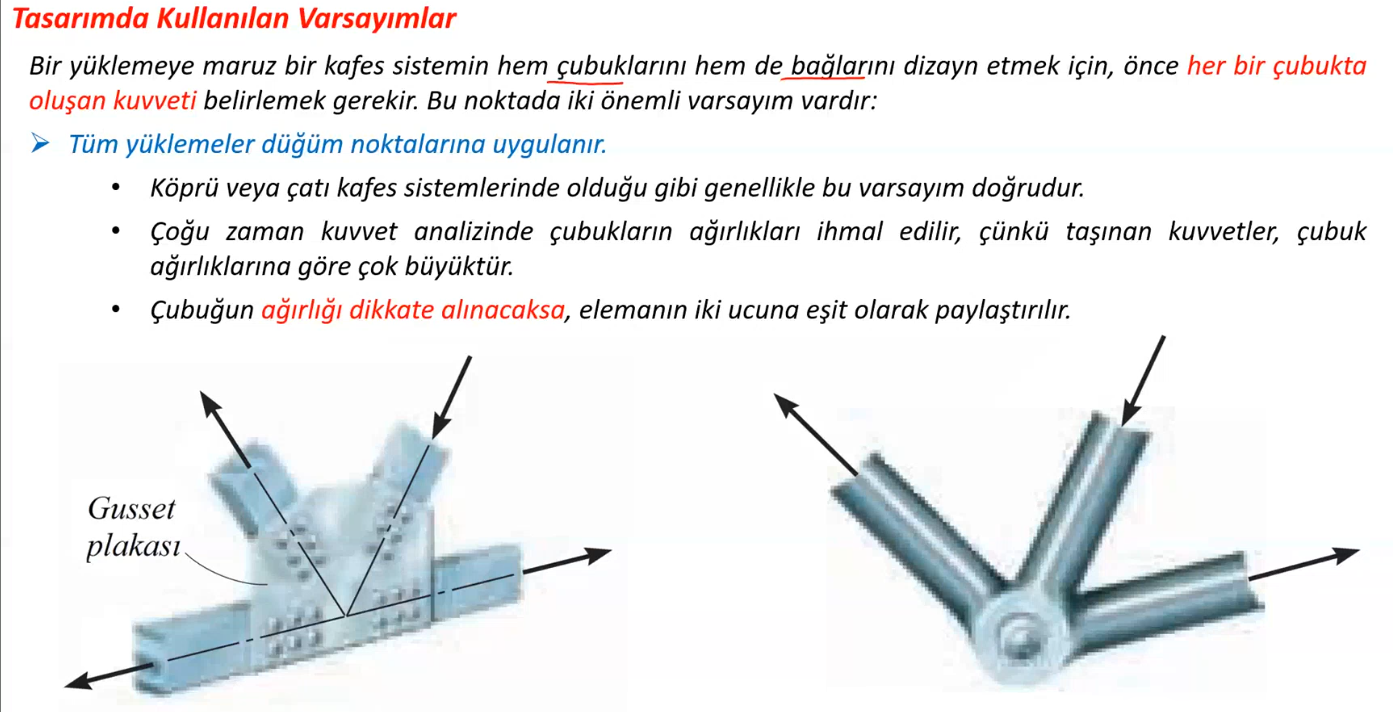 Tasarımda Kullanılan Varsayımlar
Bir yüklemeye maruz bir kafes sistemin hem çubuklarını hem de bağlarını dizayn etmek için, önce her bir çubukta
oluşan kuvveti belirlemek gerekir. Bu noktada iki önemli varsayım vardır:
➢ Tüm yüklemeler düğüm noktalarına uygulanır.
• Köprü veya çatı kafes sistemlerinde olduğu gibi genellikle bu varsayım doğrudur.
• Çoğu zaman kuvvet analizinde çubukların ağırlıkları ihmal edilir, çünkü taşınan kuvvetler, çubuk
ağırlıklarına göre çok büyüktür.
• Çubuğun ağırlığı dikkate alınacaksa, elemanın iki ucuna eşit olarak paylaştırılır.
Gusset
plakası